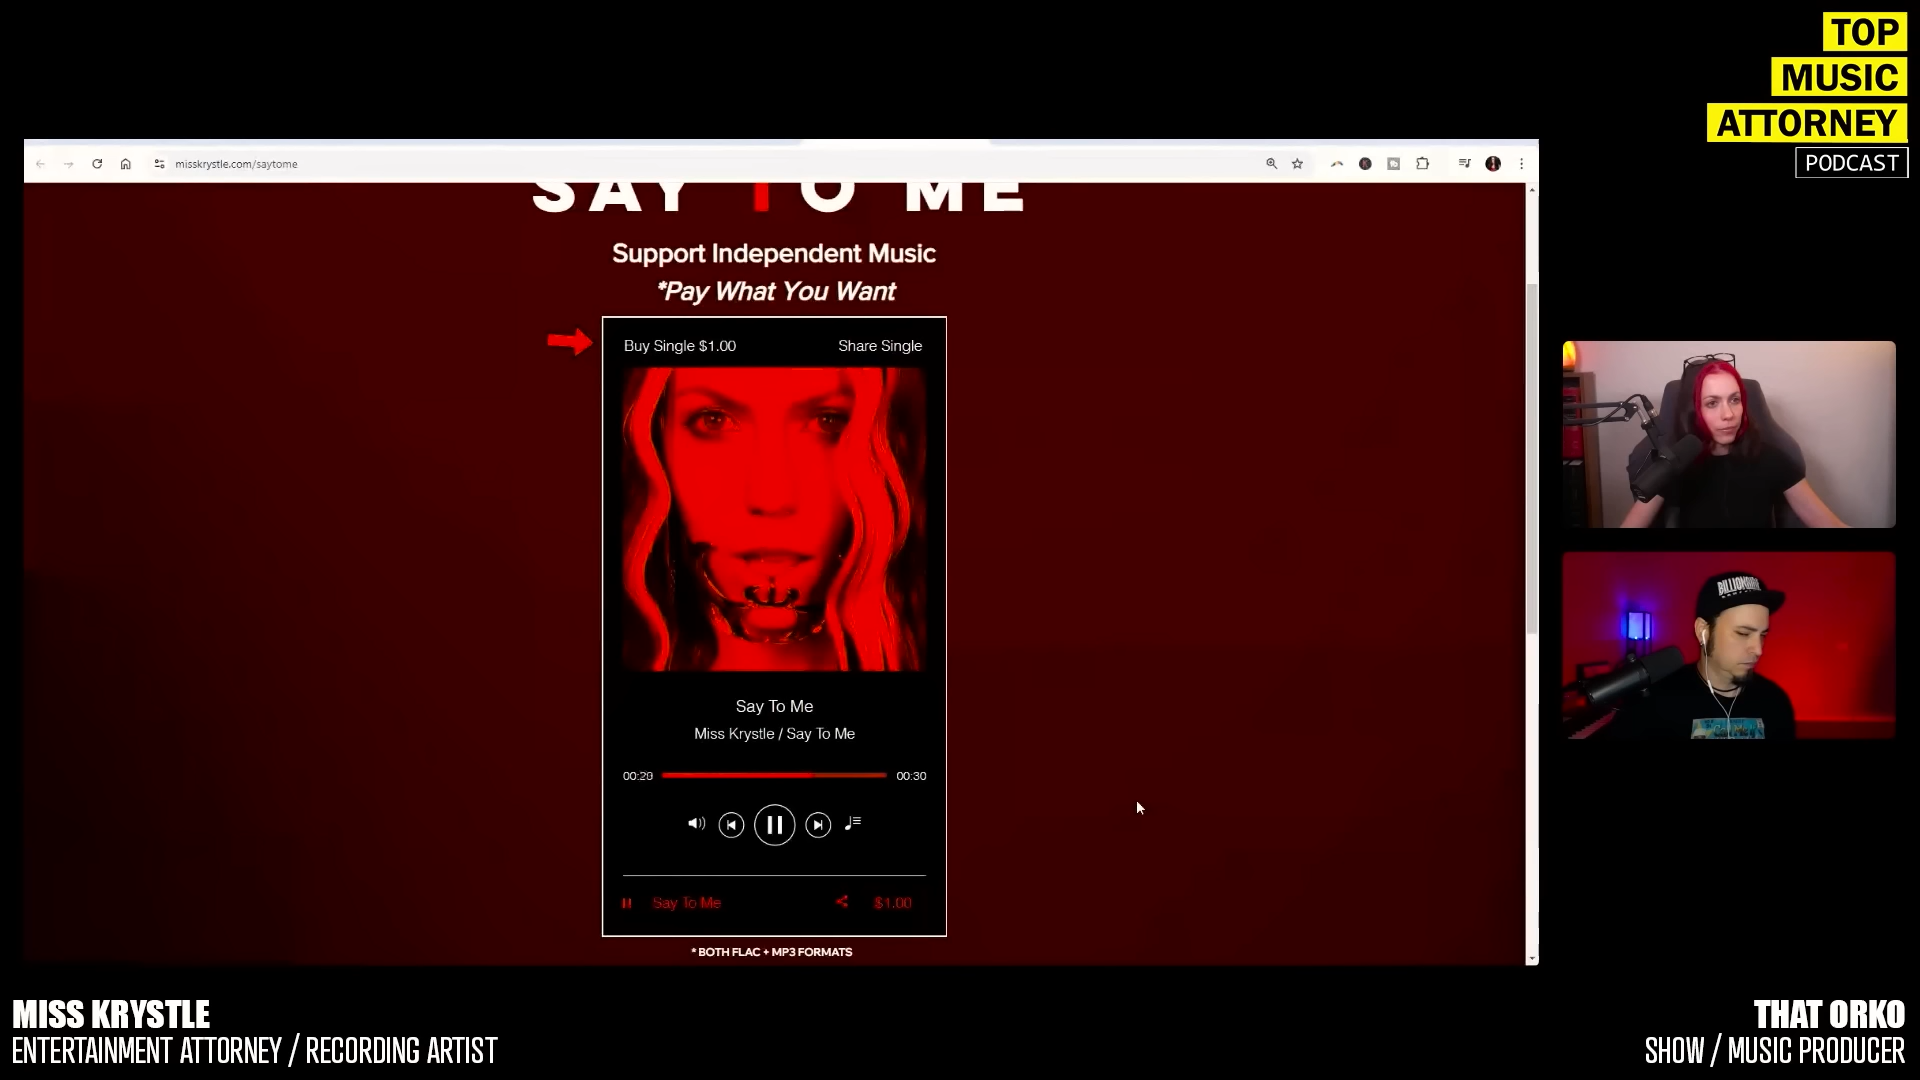 TOP
MUSIC
ATTORNEY
PODCAST
misskrystle.com/saytome
SAY TO ME
Support Independent Music
*Pay What You Want
Buy Single $1.00
Share Single
Say To Me
Miss Krystle / Say To Me
00:20
00:30
Say To Me
$1.00
* BOTH FLAC + MP3 FORMATS
MISS KRYSTLE
ENTERTAINMENT ATTORNEY / RECORDING ARTIST
THAT ORKO
SHOW / MUSIC PRODUCER